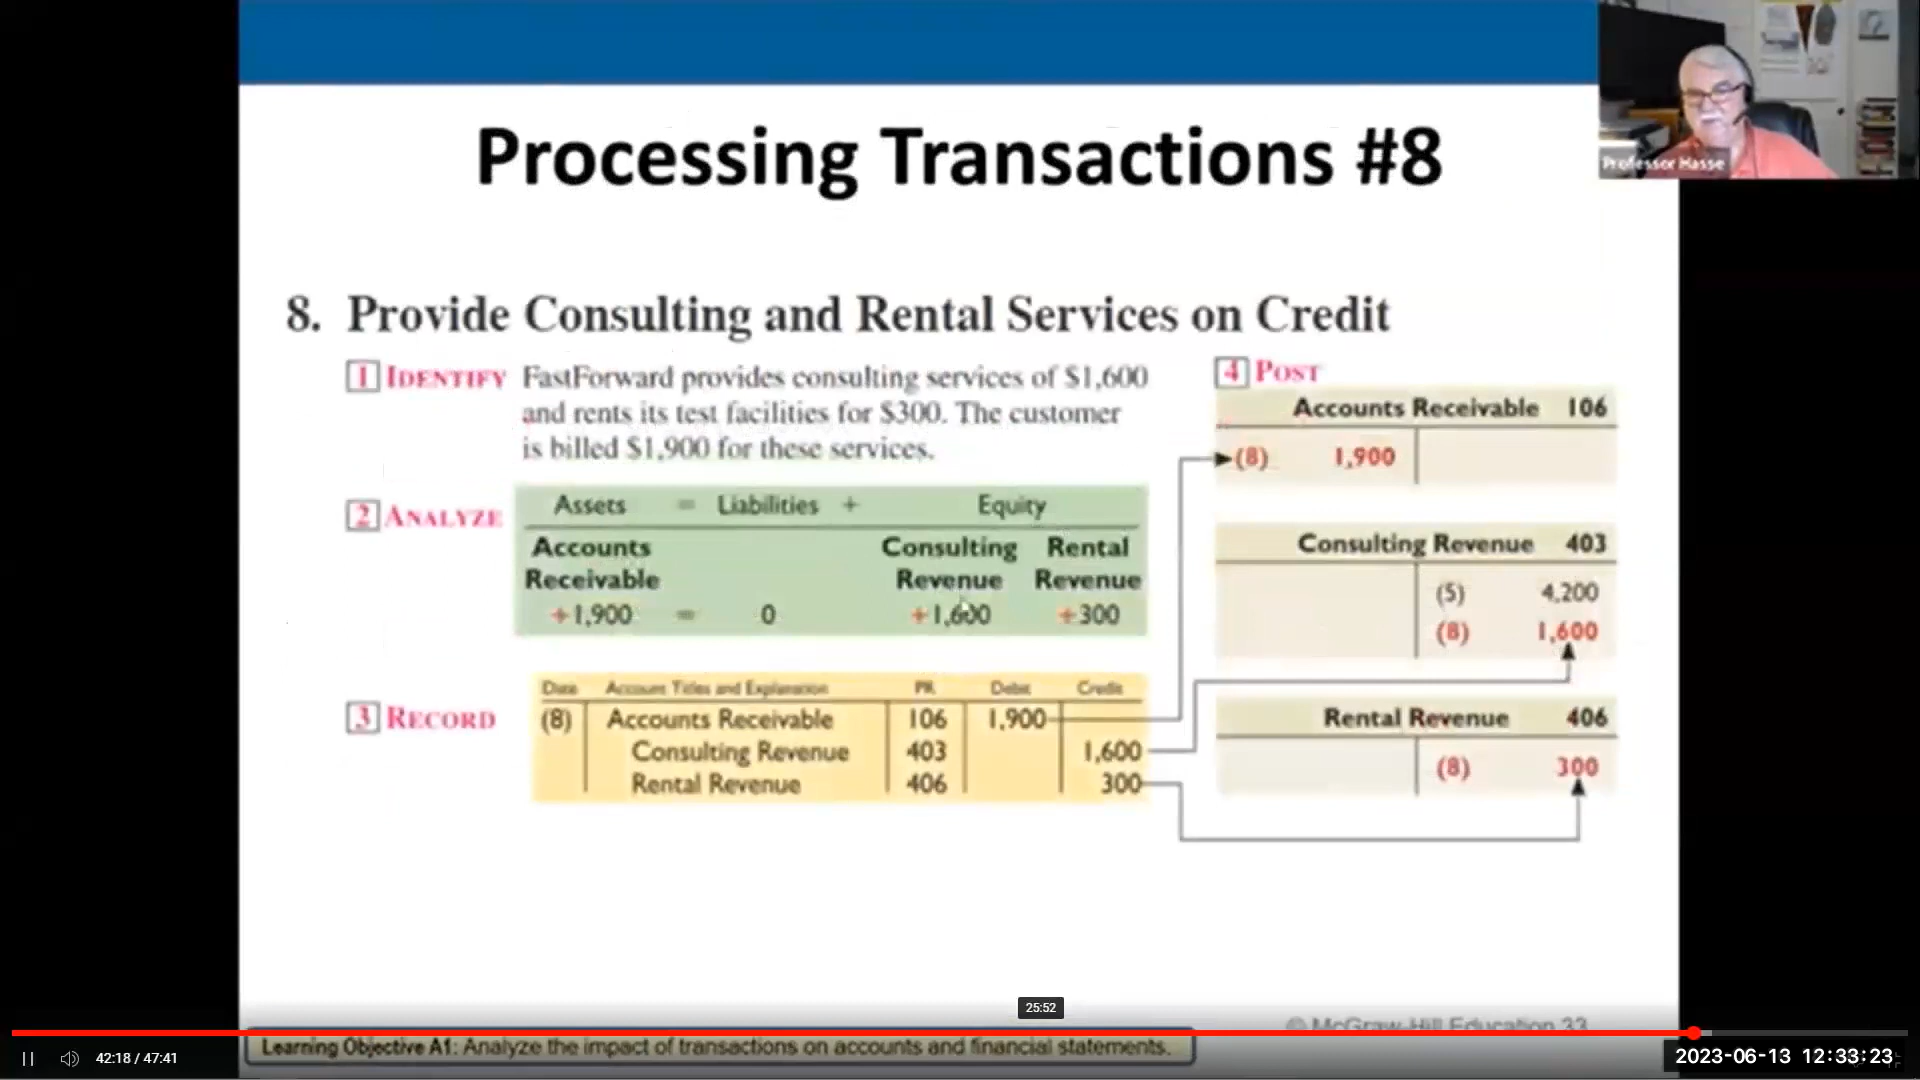 Processing Transactions #8
Professor Hasse
8. Provide Consulting and Rental Services on Credit
1 IDENTIFY FastForward provides consulting services of $1,600
and rents its test facilities for $300. The customer
is billed $1,900 for these services.
2 ANALYZE Assets = Liabilities + Equity
Accounts Receivable Consulting Revenue Rental Revenue
+1,900 = 0 +1,600 +300
3 RECORD
Date Account Titles and Explanation PR Debit Credit
(8) Accounts Receivable 106 1,900
Consulting Revenue 403 1,600
Rental Revenue 406 300
4 POST
Accounts Receivable 106
(8) 1,900
Consulting Revenue 403
(5) 4,200
(8) 1,600
Rental Revenue 406
(8) 300
25:52
© McGraw-Hill Education 33
Learning Objective A1: Analyze the impact of transactions on accounts and financial statements.
42:18 / 47:41
2023-06-13 12:33:23